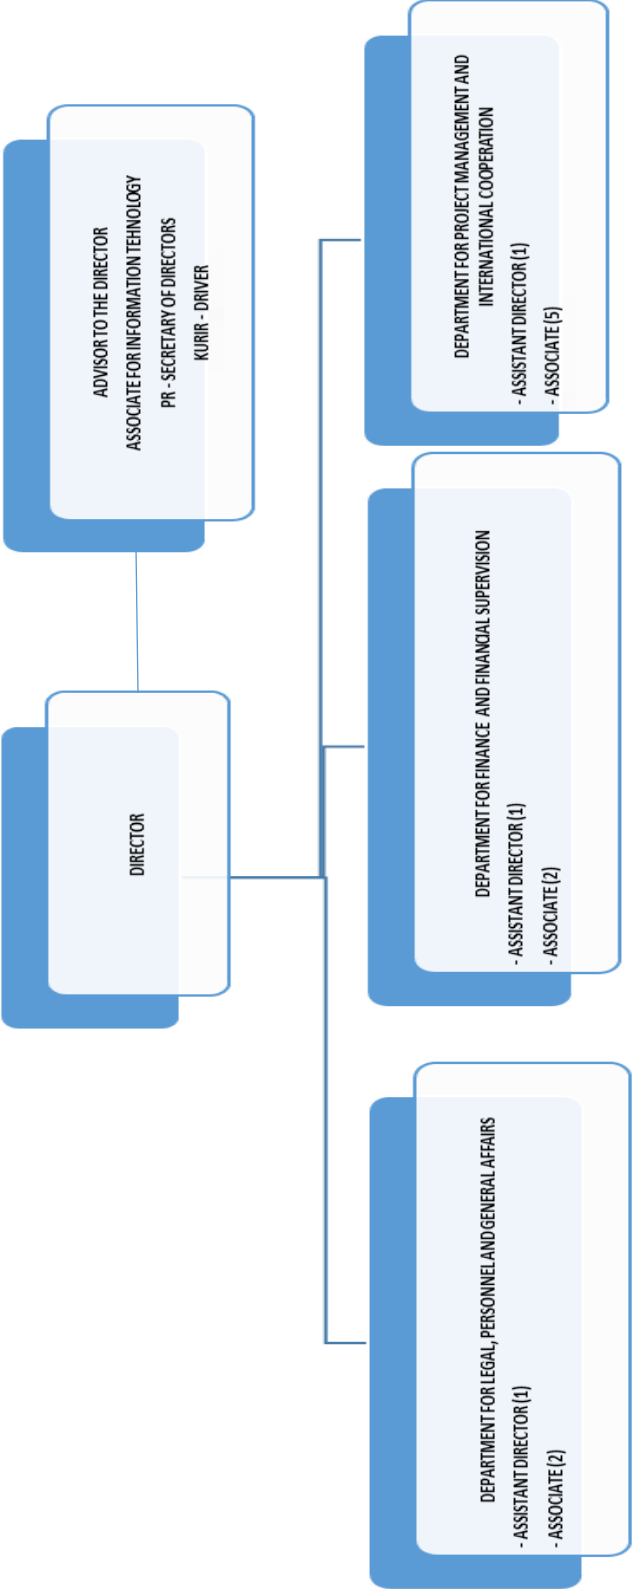 DIRECTOR
ADVISOR TO THE DIRECTOR
ASSOCIATE FOR INFORMATION TEHNOLOGY
PR - SECRETARY OF DIRECTORS
KURIR - DRIVER
DEPARTMENT FOR LEGAL, PERSONNEL AND GENERAL AFFAIRS
- ASSISTANT DIRECTOR (1)
- ASSOCIATE (2)
DEPARTMENT FOR FINANCE AND FINANCIAL SUPERVISION
- ASSISTANT DIRECTOR (1)
- ASSOCIATE (2)
DEPARTMENT FOR PROJECT MANAGEMENT AND
INTERNATIONAL COOPERATION
- ASSISTANT DIRECTOR (1)
- ASSOCIATE (5)